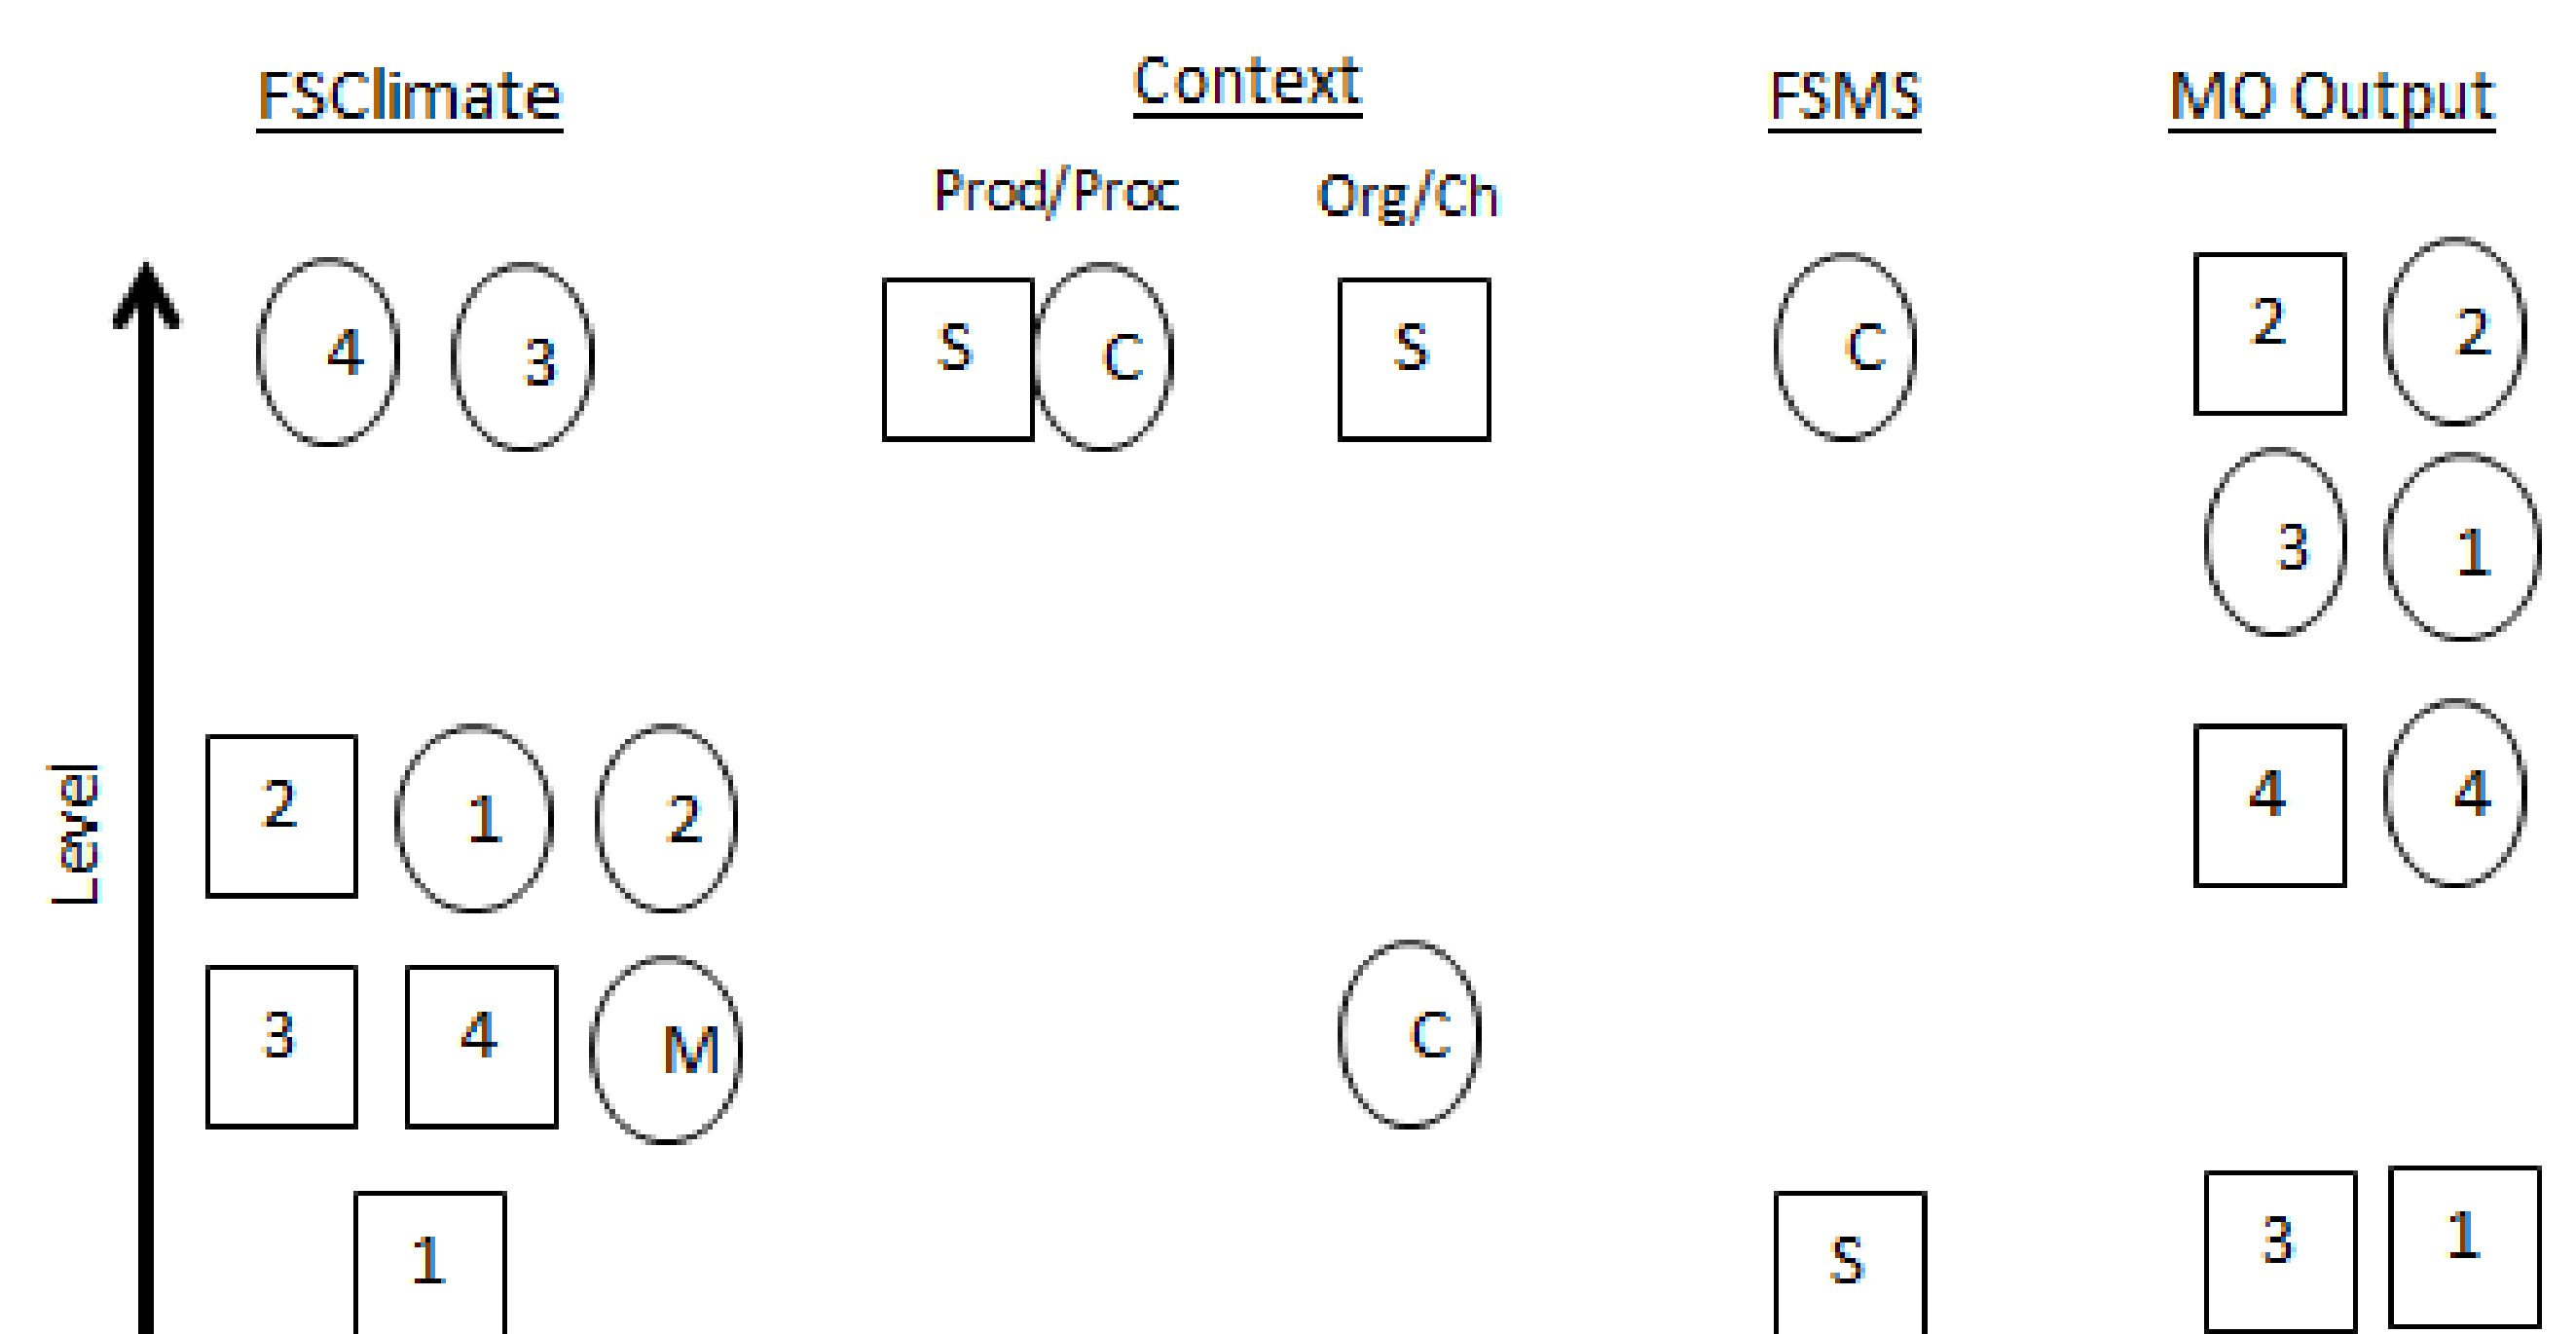 FSClimate Context FSMS MO Output
Prod/Proc Org/Ch
4 3 S C S C 2 2
3 1
Level
2 1 2 4 4
3 4 M C
1 S 3 1